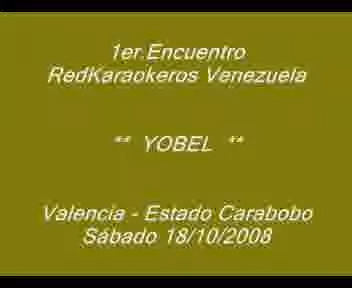 1er.Encuentro
RedKaraokeros Venezuela
** YOBEL **
Valencia - Estado Carabobo
Sábado 18/10/2008